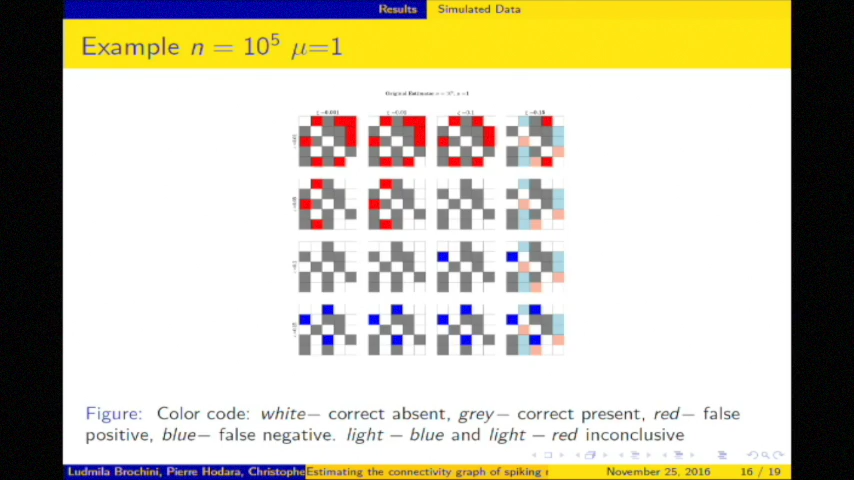 Results Simulated Data
Example n = 10⁵ μ=1
Figure: Color code: white− correct absent, grey− correct present, red− false
positive, blue− false negative. light − blue and light − red inconclusive
Ludmila Brochini, Pierre Hodara, Christophe Estimating the connectivity graph of spiking November 25, 2016 16 / 19